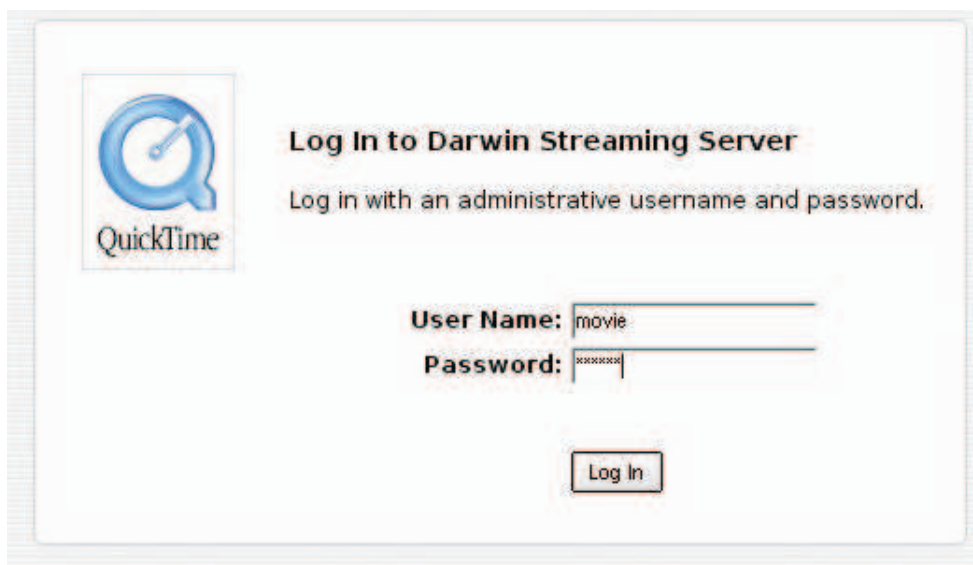 Log In to Darwin Streaming Server
Log in with an administrative username and password.
QuickTime
User Name: movie
Password: ××××××
Log In